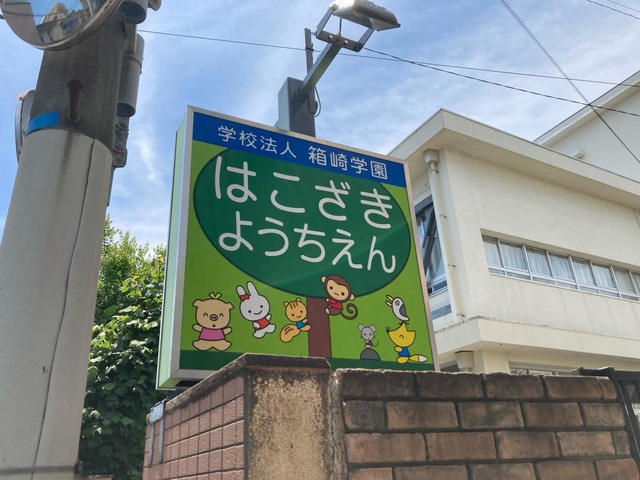 学校法人 箱崎学園
はこざき
ようちえん